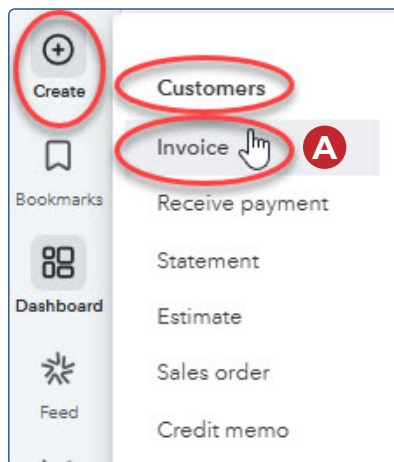 Create
Customers
Invoice
A
Bookmarks
Receive payment
Statement
Dashboard
Estimate
Sales order
Feed
Credit memo